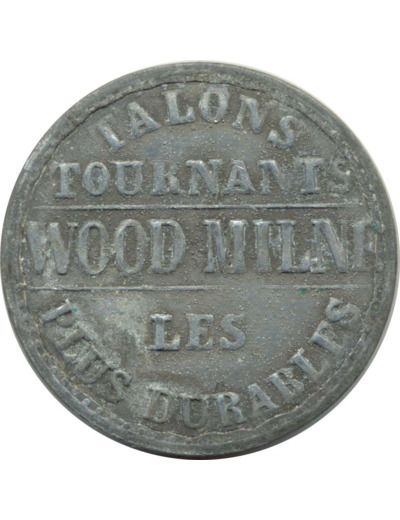 TALONS
TOURNANTS
WOOD MILNE
LES
PLUS DURABLES